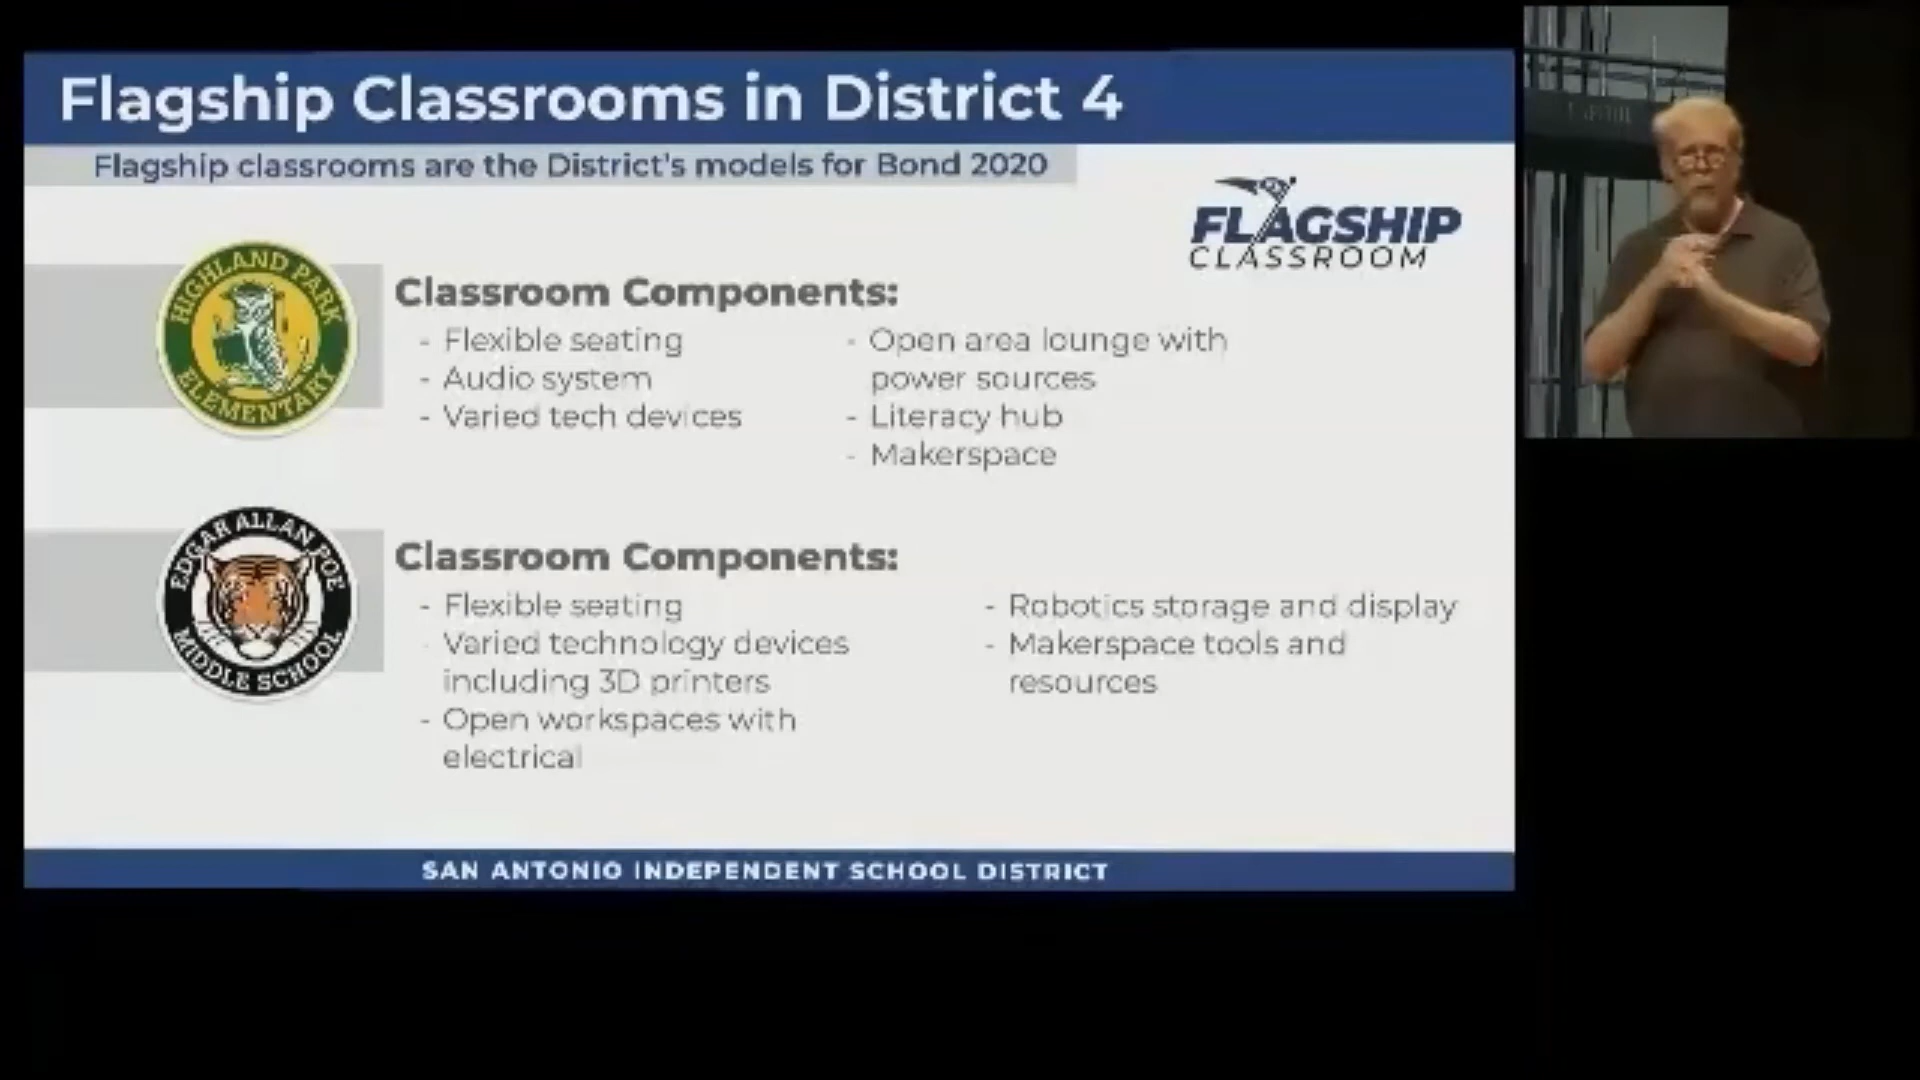 Flagship Classrooms in District 4
Flagship classrooms are the District's models for Bond 2020
FLAGSHIP
CLASSROOM
HIGHLAND PARK
ELEMENTARY
Classroom Components:
- Flexible seating
- Audio system
- Varied tech devices
- Open area lounge with
power sources
- Literacy hub
- Makerspace
EDGAR ALLAN POE
MIDDLE SCHOOL
Classroom Components:
- Flexible seating
- Varied technology devices
including 3D printers
- Open workspaces with
electrical
- Robotics storage and display
- Makerspace tools and
resources
SAN ANTONIO INDEPENDENT SCHOOL DISTRICT